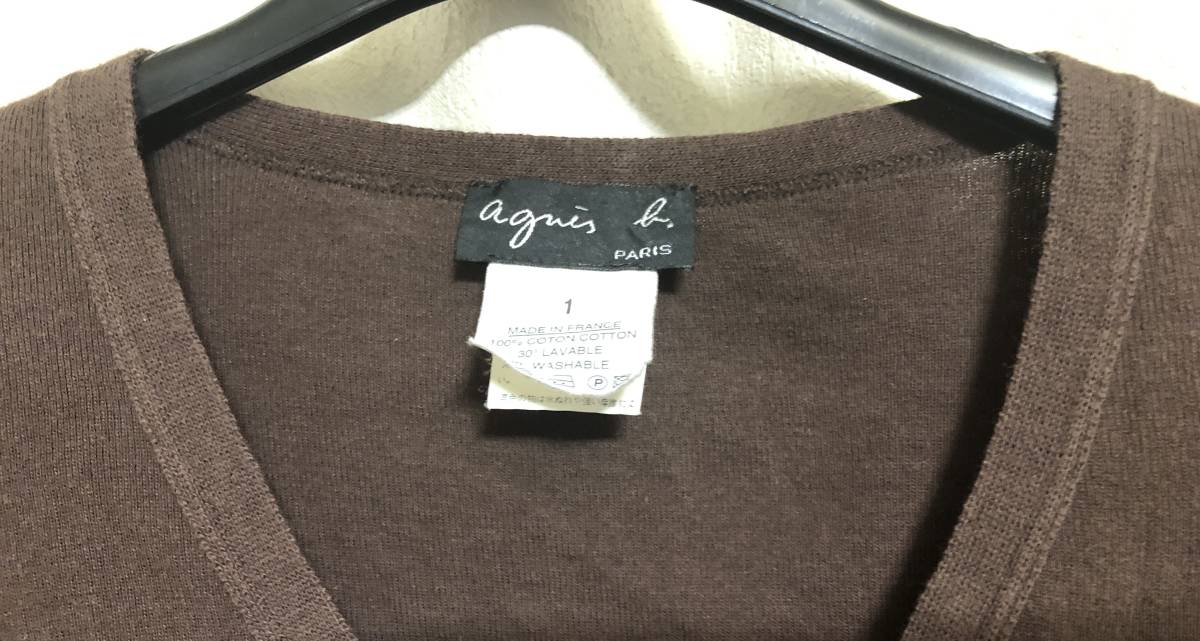 agnès b.
PARIS
1
MADE IN FRANCE
100% COTON COTTON
30° LAVABLE
WASHABLE
P